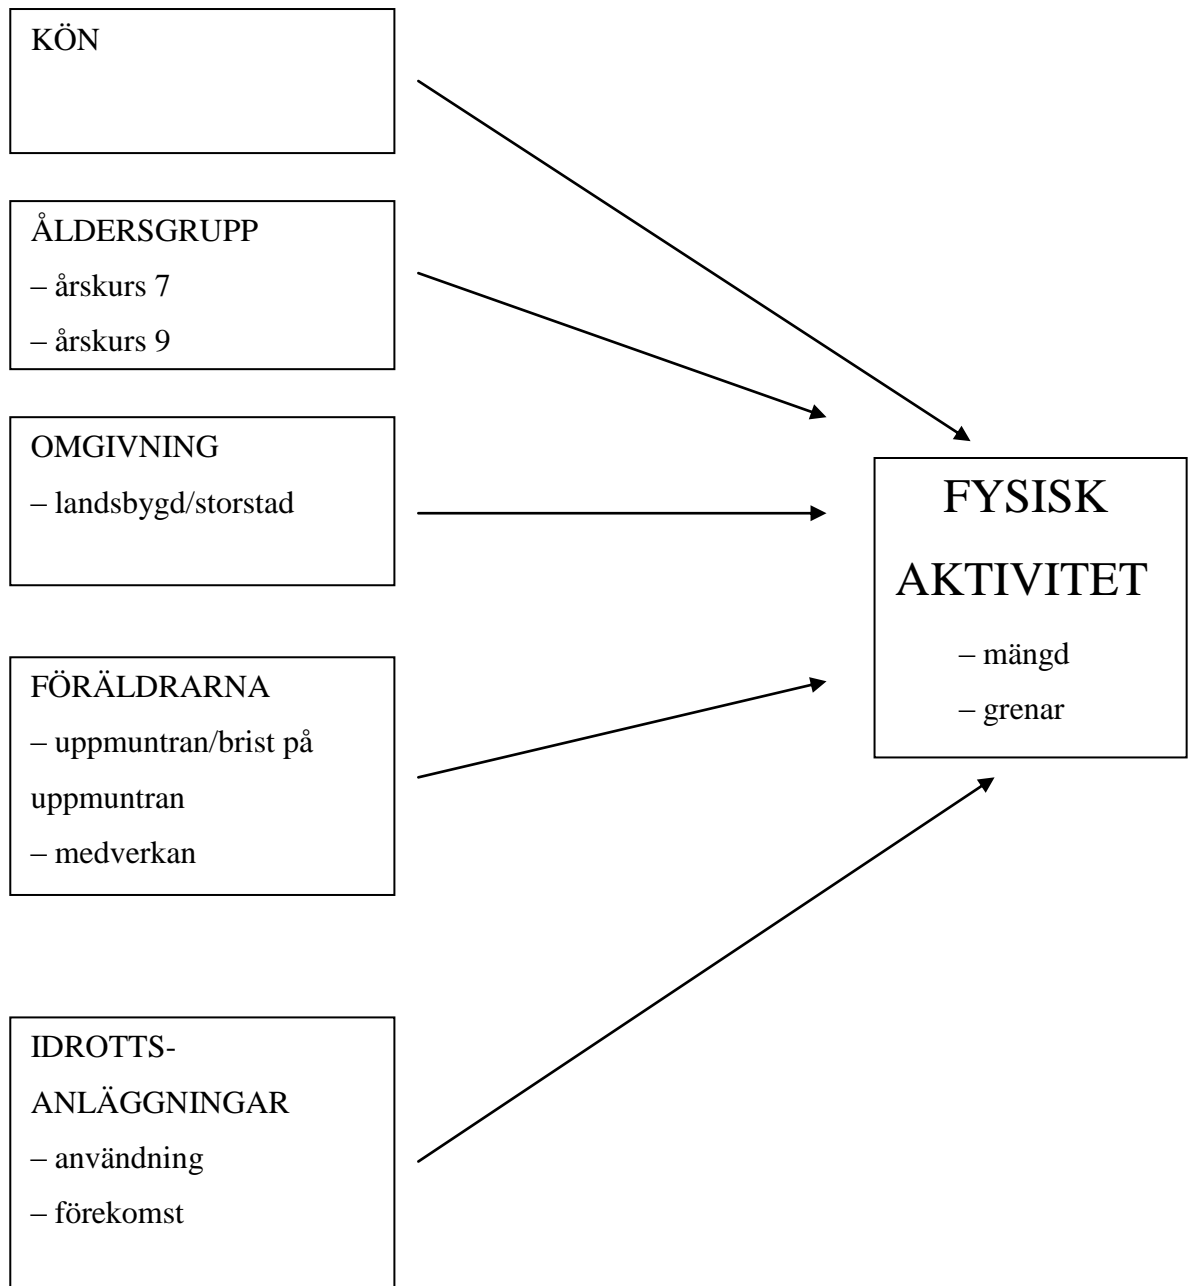 KÖN
ÅLDERSGRUPP
– årskurs 7
– årskurs 9
OMGIVNING
– landsbygd/storstad
FÖRÄLDRARNA
– uppmuntran/brist på
uppmuntran
– medverkan
IDROTTS-
ANLÄGGNINGAR
– användning
– förekomst
FYSISK
AKTIVITET
– mängd
– grenar